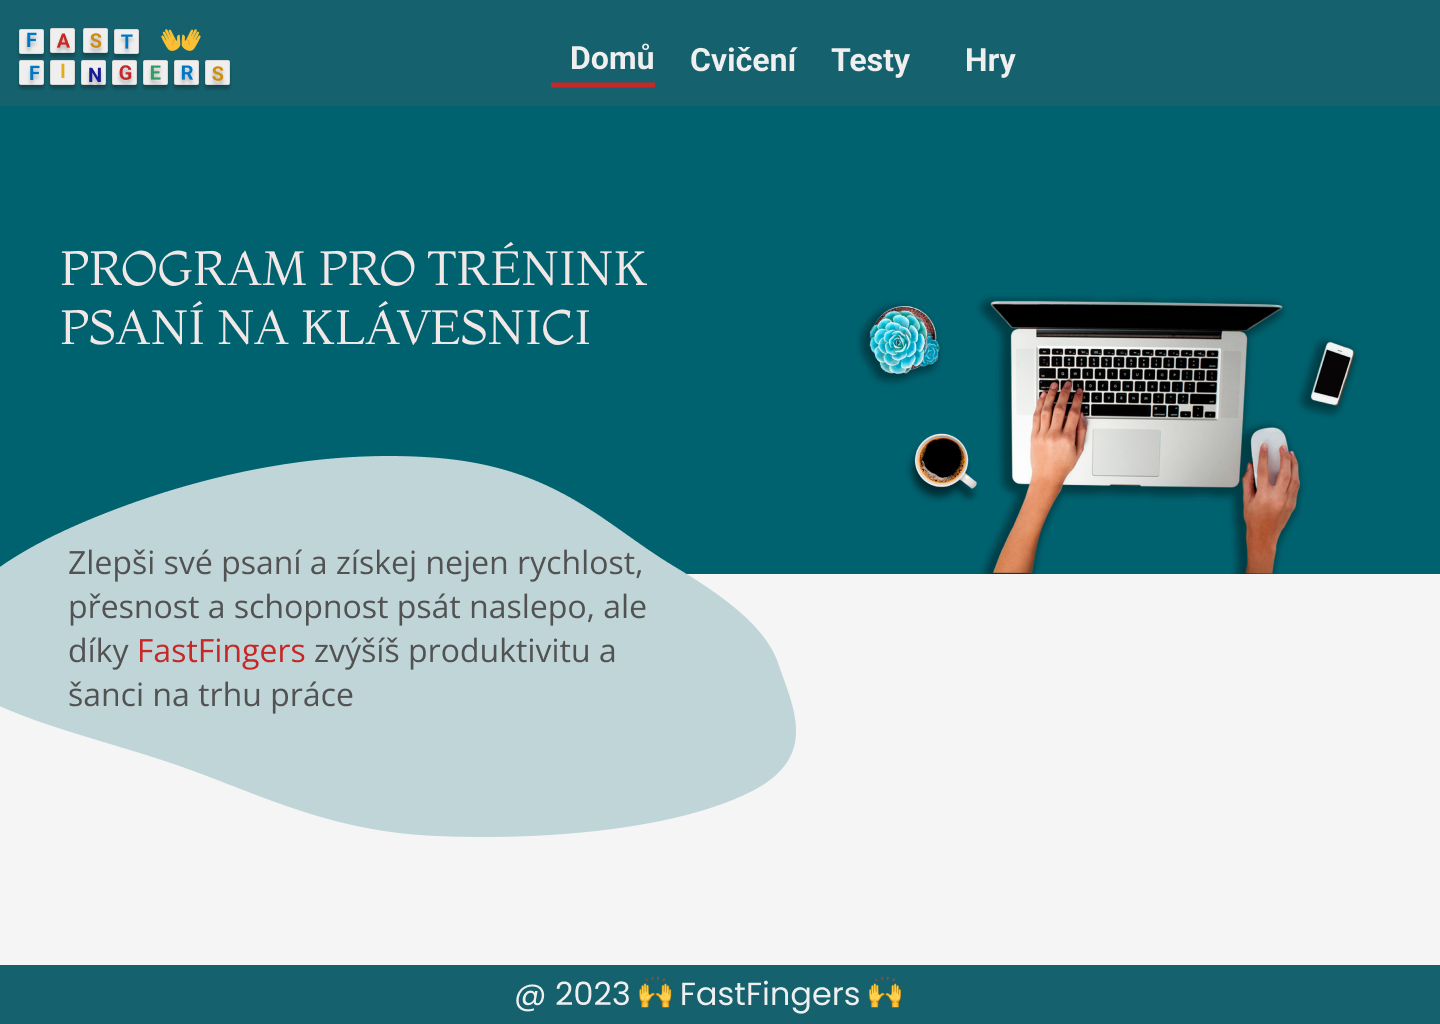 FAST 👐
FINGERS
Domů Cvičení Testy Hry
PROGRAM PRO TRÉNINK
PSANÍ NA KLÁVESNICI
Zlepši své psaní a získej nejen rychlost,
přesnost a schopnost psát naslepo, ale
díky FastFingers zvýšíš produktivitu a
šanci na trhu práce
@ 2023 🙌 FastFingers 🙌